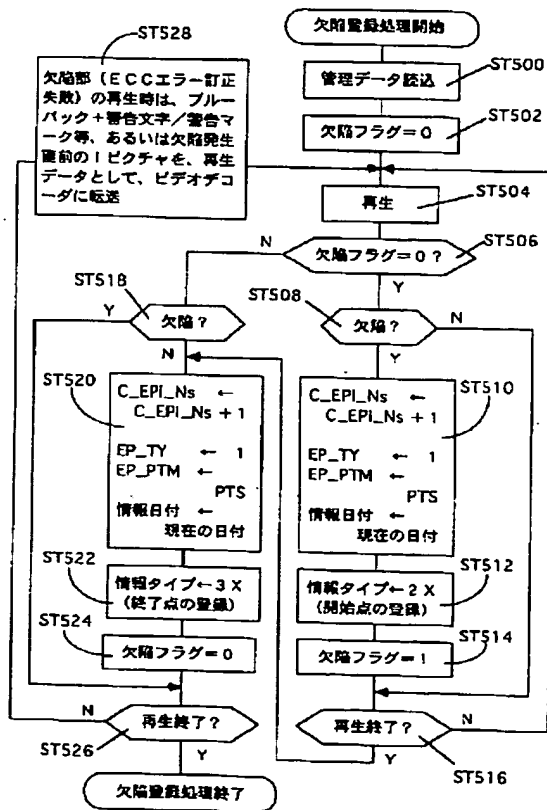 ST528
欠陥登録処理開始
ST500
管理データ読込
ST502
欠陥フラグ=0
欠陥部(ECCエラー訂正
失敗)の再生時は、ブルー
バック+警告文字/警告マ
ーク等、あるいは欠陥発生
直前のIピクチャを、再生
データとして、ビデオデコ
ーダに転送
ST504
再生
ST506
欠陥フラグ=0?
N
Y
ST518
欠陥?
Y
N
ST508
欠陥?
N
Y
ST520
C_EPI_Ns ←
C_EPI_Ns + 1
EP_TY ← 1
EP_PTM ←
PTS
情報日付 ←
現在の日付
ST510
C_EPI_Ns ←
C_EPI_Ns + 1
EP_TY ← 1
EP_PTM ←
PTS
情報日付 ←
現在の日付
ST522
情報タイプ←3X
(終了点の登録)
ST512
情報タイプ←2X
(開始点の登録)
ST524
欠陥フラグ=0
ST514
欠陥フラグ=1
N
再生終了?
ST526
Y
再生終了?
N
Y
ST516
欠陥登録処理終了